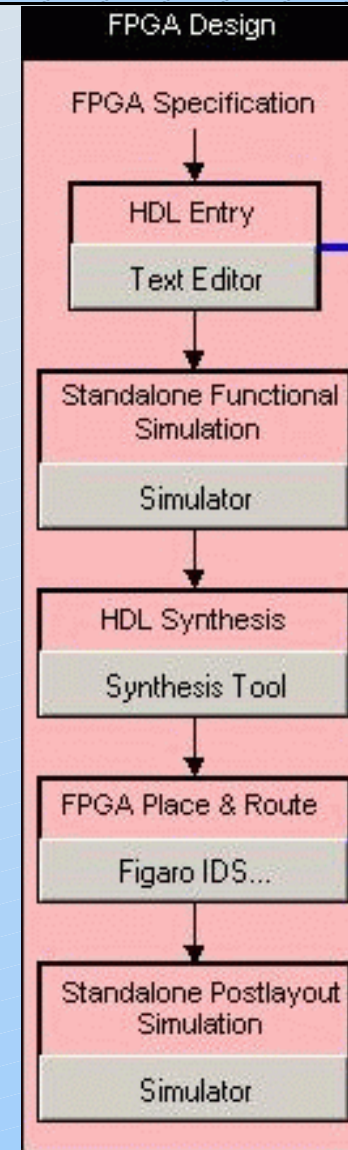 FPGA Design
FPGA Specification
HDL Entry
Text Editor
Standalone Functional
Simulation
Simulator
HDL Synthesis
Synthesis Tool
FPGA Place & Route
Figaro IDS...
Standalone Postlayout
Simulation
Simulator